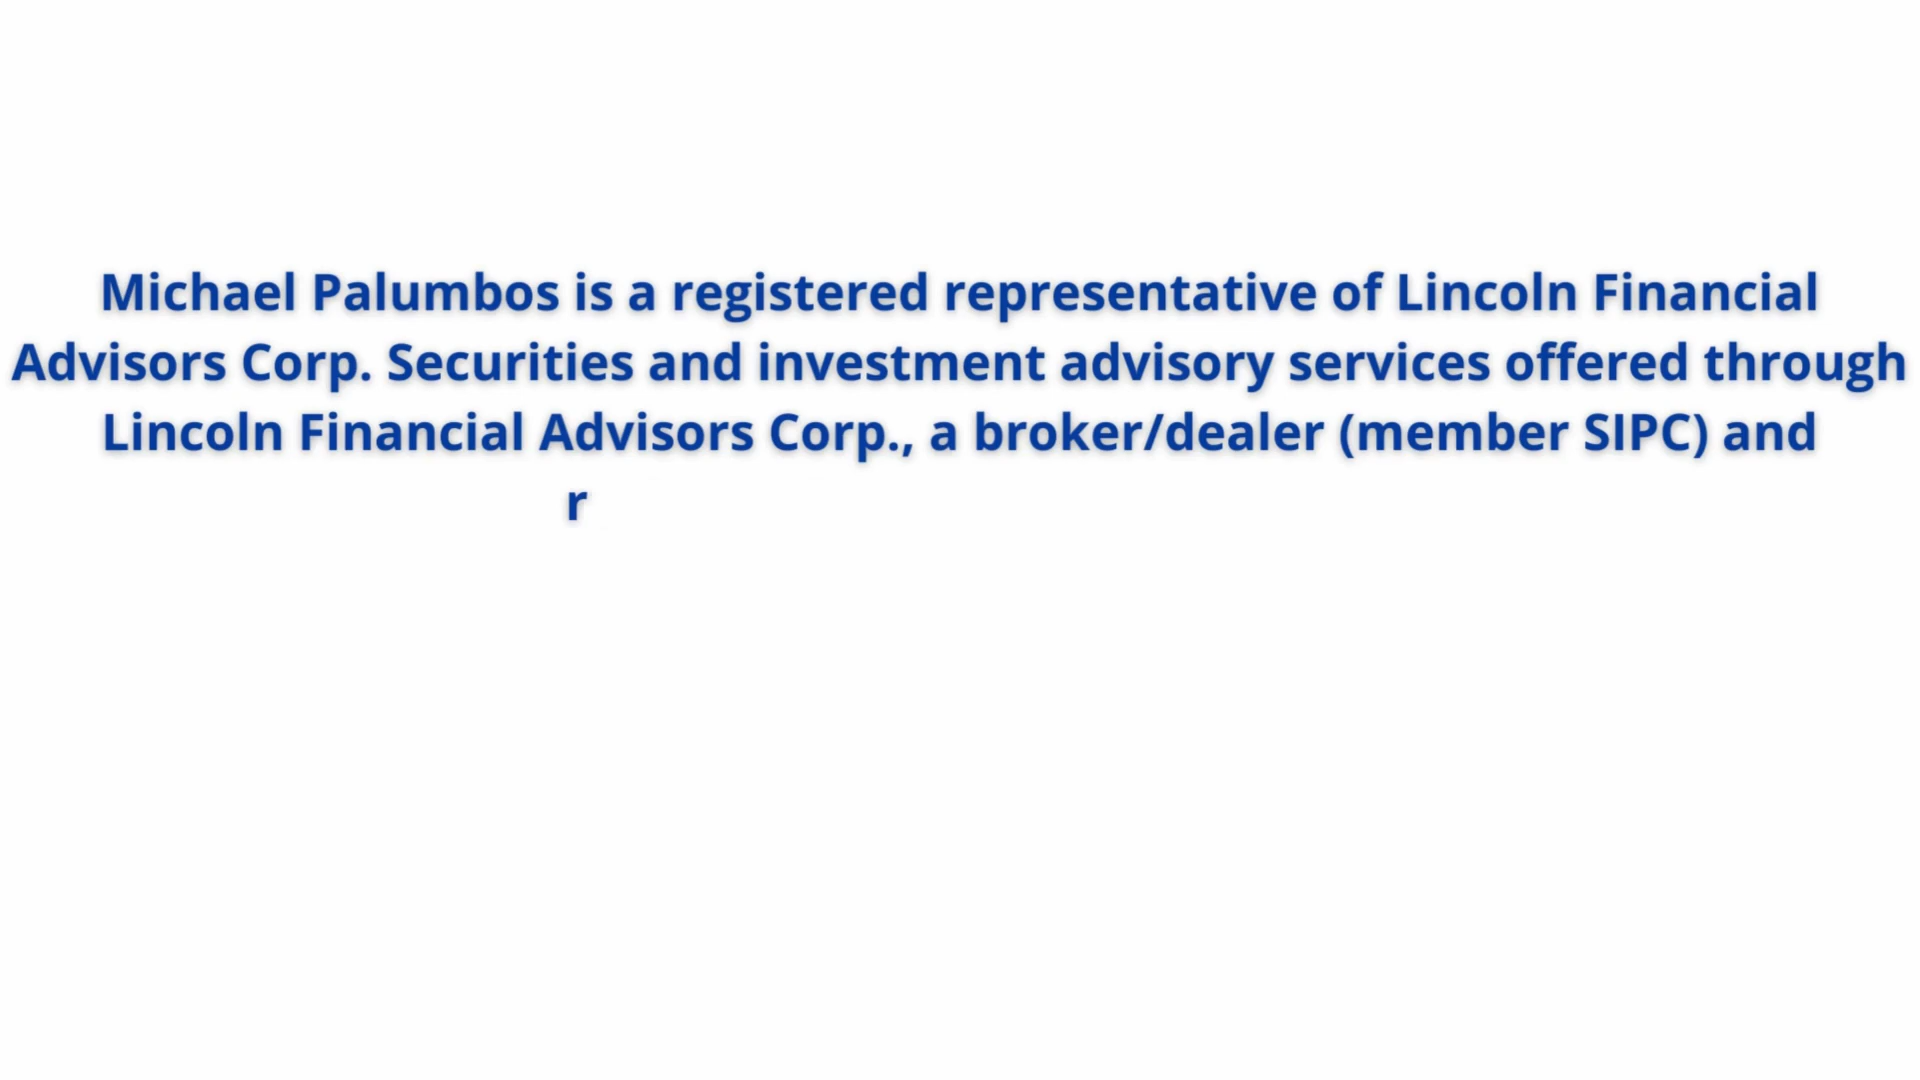 Michael Palumbos is a registered representative of Lincoln Financial
Advisors Corp. Securities and investment advisory services offered through
Lincoln Financial Advisors Corp., a broker/dealer (member SIPC) and
r